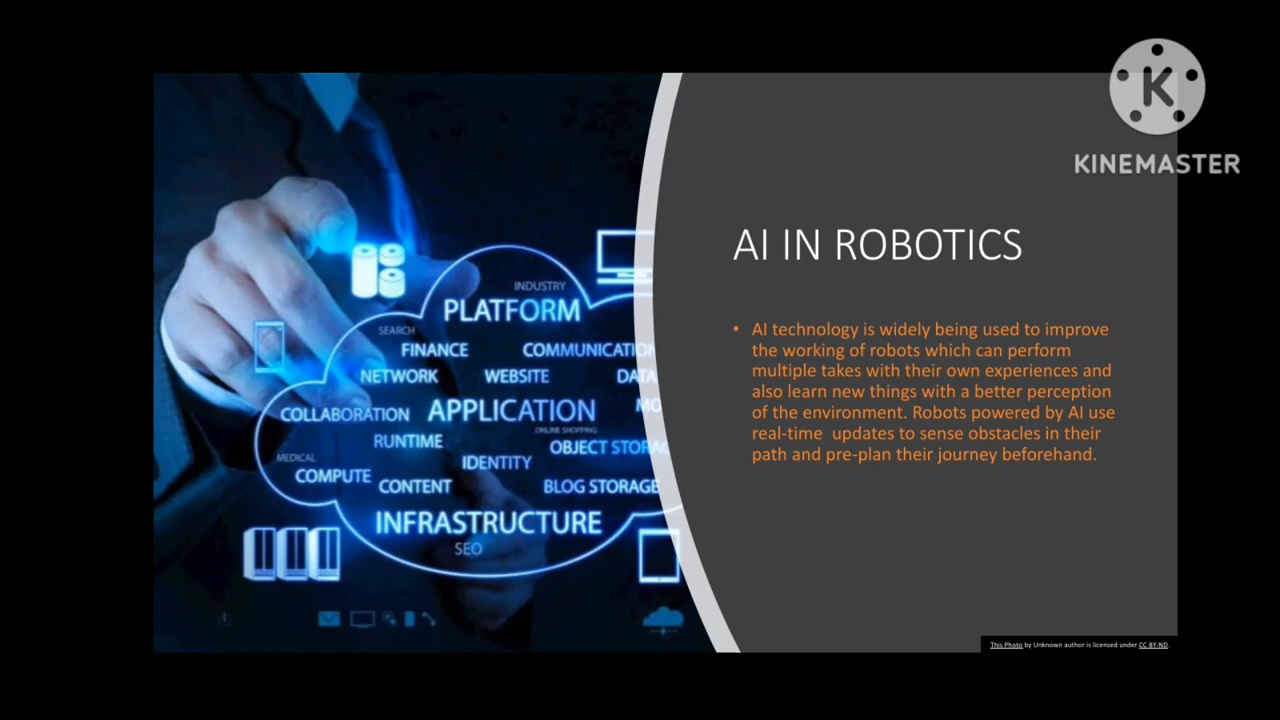 K
KINEMASTER
AI IN ROBOTICS
• AI technology is widely being used to improve
the working of robots which can perform
multiple takes with their own experiences and
also learn new things with a better perception
of the environment. Robots powered by AI use
real-time updates to sense obstacles in their
path and pre-plan their journey beforehand.
INDUSTRY
PLATFORM
SEARCH
FINANCE COMMUNICATION
NETWORK WEBSITE DATA
COLLABORATION APPLICATION MO
ONLINE SHOPPING
RUNTIME OBJECT STORAG
MEDICAL IDENTITY
COMPUTE CONTENT BLOG STORAGE
INFRASTRUCTURE
SEO
This Photo by Unknown author is licensed under CC BY-ND.